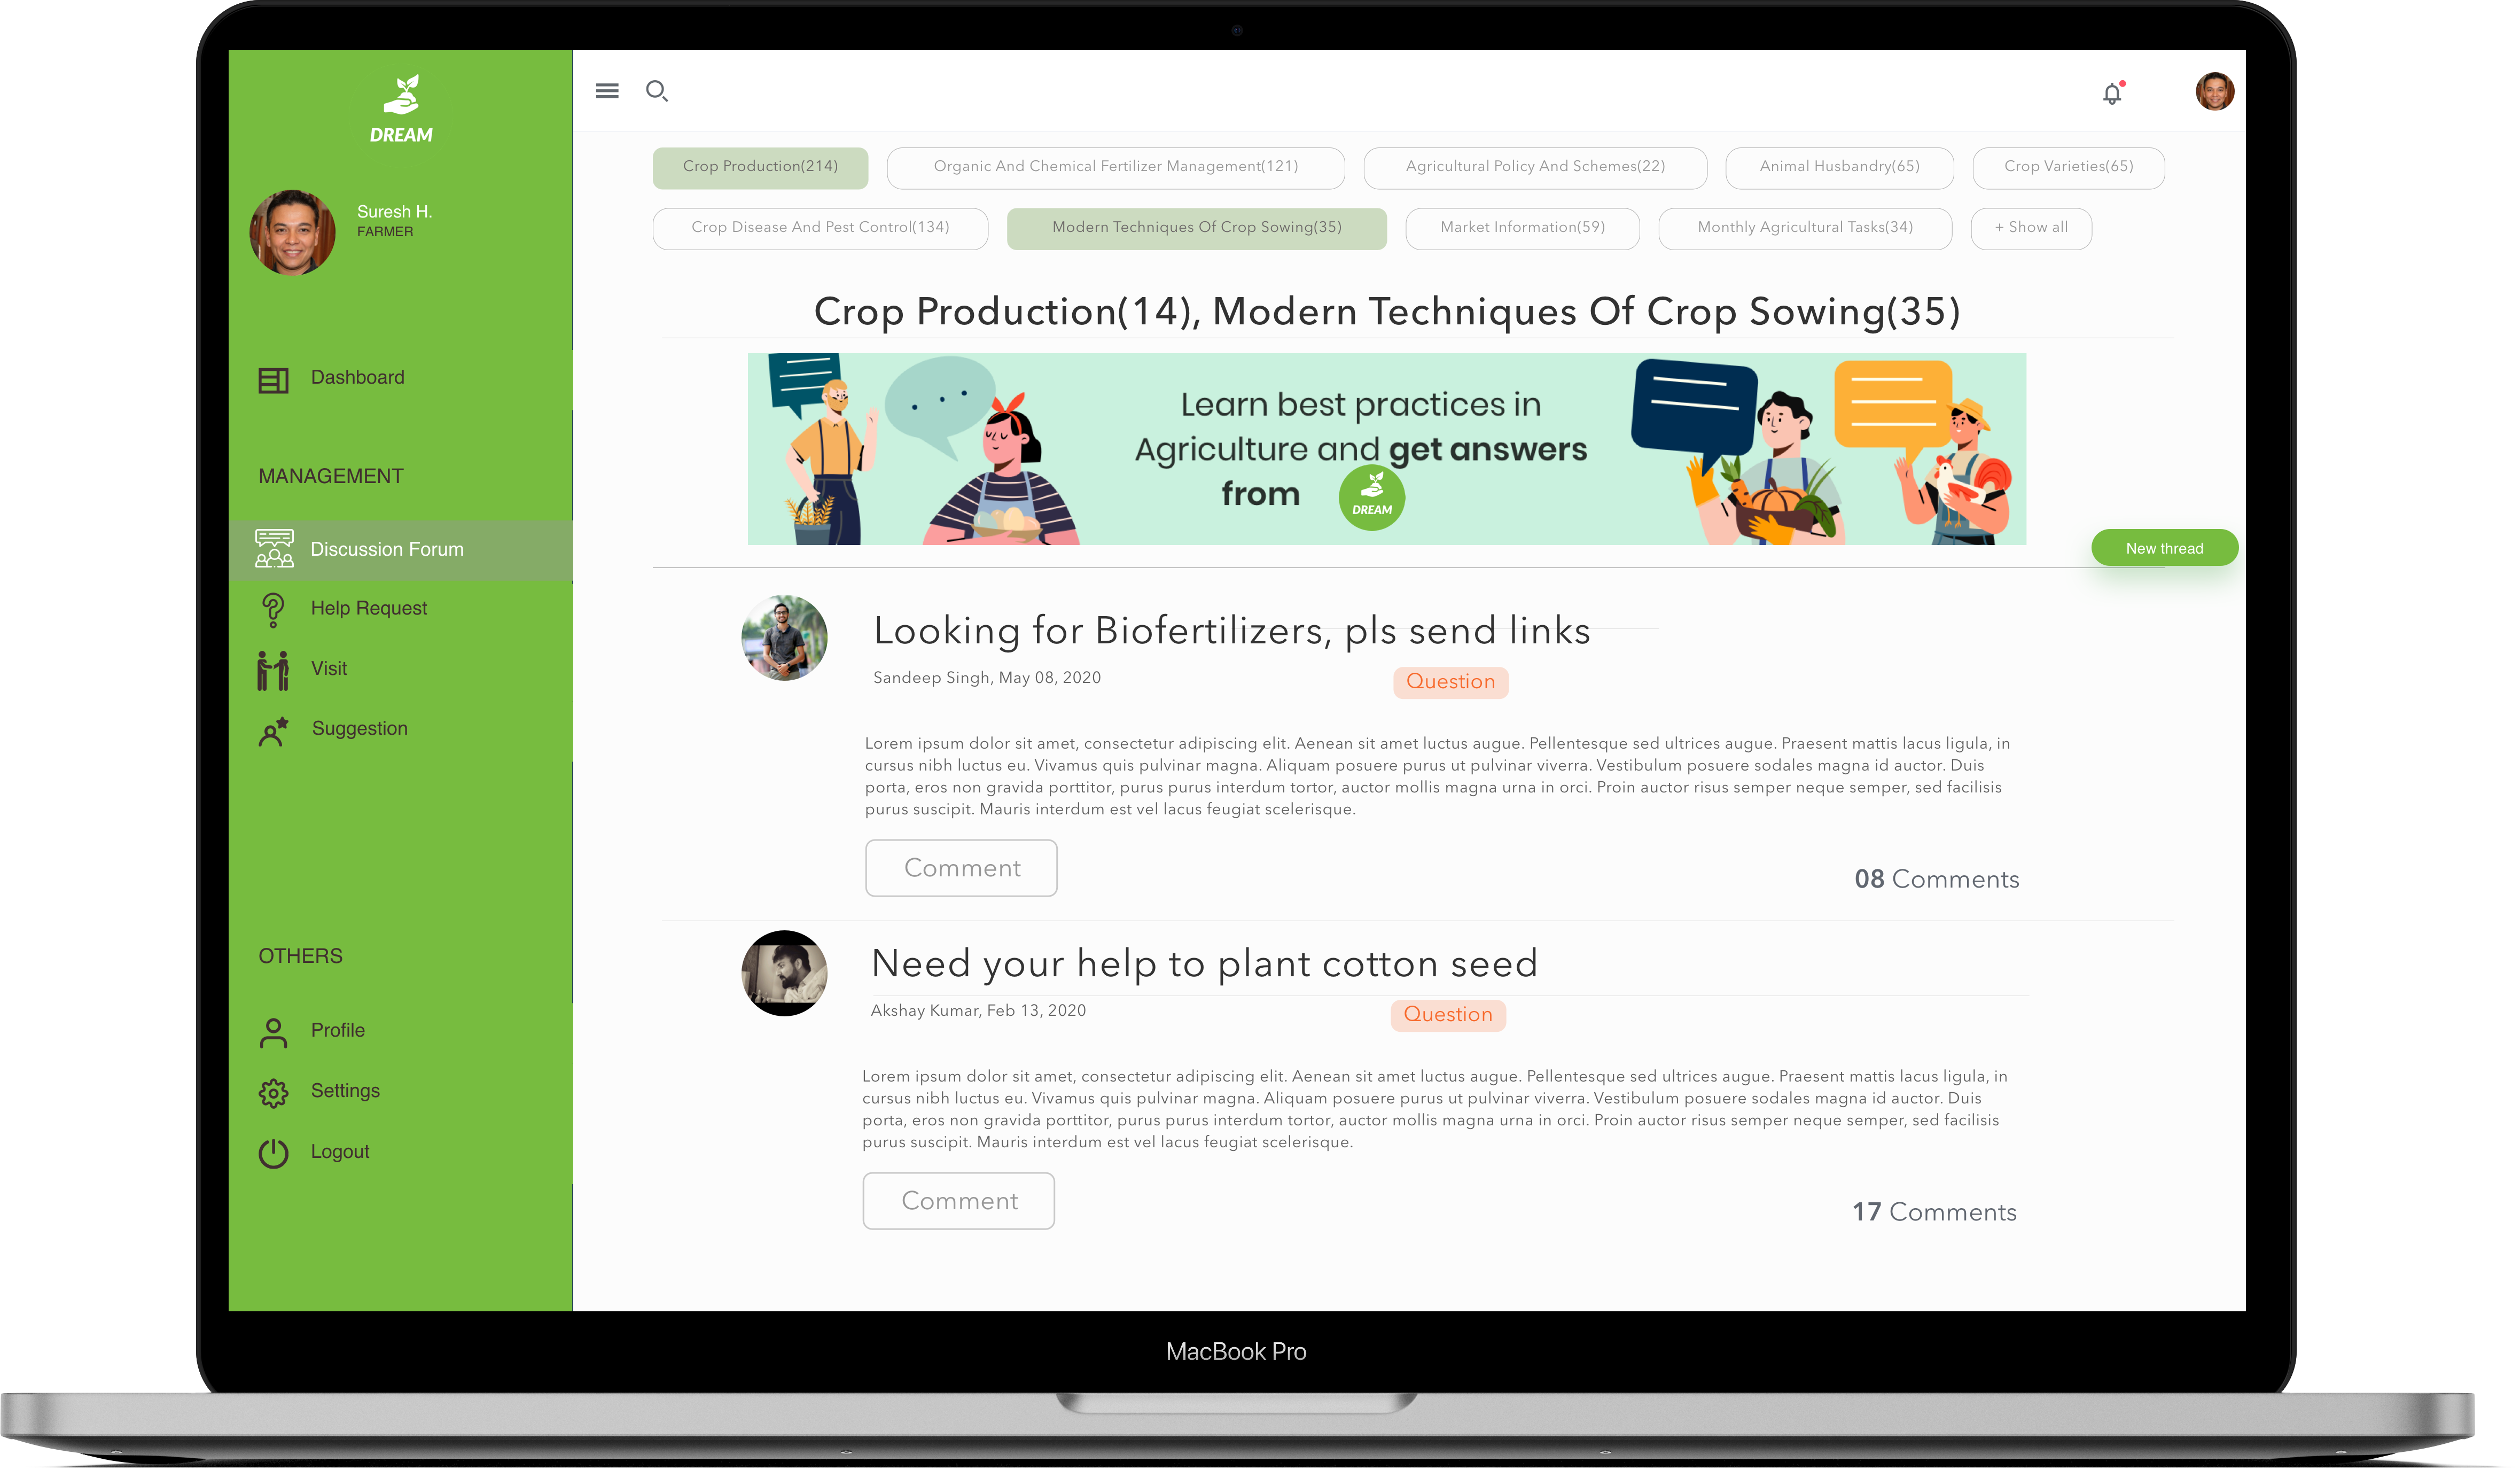 DREAM
Suresh H.
FARMER
Dashboard
MANAGEMENT
Discussion Forum
Help Request
Visit
Suggestion
OTHERS
Profile
Settings
Logout
Crop Production(214)
Organic And Chemical Fertilizer Management(121)
Agricultural Policy And Schemes(22)
Animal Husbandry(65)
Crop Varieties(65)
Crop Disease And Pest Control(134)
Modern Techniques Of Crop Sowing(35)
Market Information(59)
Monthly Agricultural Tasks(34)
+ Show all
Crop Production(14), Modern Techniques Of Crop Sowing(35)
Learn best practices in
Agriculture and get answers
from
DREAM
New thread
Looking for Biofertilizers, pls send links
Sandeep Singh, May 08, 2020
Question
Lorem ipsum dolor sit amet, consectetur adipiscing elit. Aenean sit amet luctus augue. Pellentesque sed ultrices augue. Praesent mattis lacus ligula, in
cursus nibh luctus eu. Vivamus quis pulvinar magna. Aliquam posuere purus ut pulvinar viverra. Vestibulum posuere sodales magna id auctor. Duis
porta, eros non gravida porttitor, purus purus interdum tortor, auctor mollis magna urna in orci. Proin auctor risus semper neque semper, sed facilisis
purus suscipit. Mauris interdum est vel lacus feugiat scelerisque.
Comment
08 Comments
Need your help to plant cotton seed
Akshay Kumar, Feb 13, 2020
Question
Lorem ipsum dolor sit amet, consectetur adipiscing elit. Aenean sit amet luctus augue. Pellentesque sed ultrices augue. Praesent mattis lacus ligula, in
cursus nibh luctus eu. Vivamus quis pulvinar magna. Aliquam posuere purus ut pulvinar viverra. Vestibulum posuere sodales magna id auctor. Duis
porta, eros non gravida porttitor, purus purus interdum tortor, auctor mollis magna urna in orci. Proin auctor risus semper neque semper, sed facilisis
purus suscipit. Mauris interdum est vel lacus feugiat scelerisque.
Comment
17 Comments
MacBook Pro